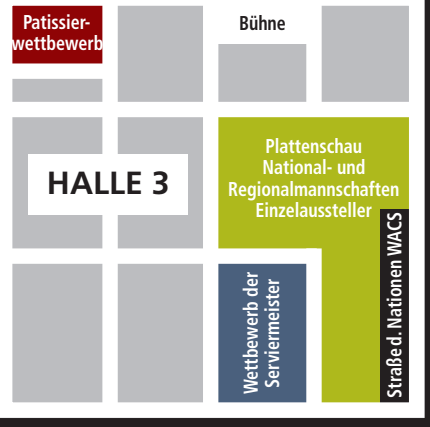 Patissier-
wettbewerb
Bühne
Plattenschau
National- und
Regionalmannschaften
Einzelaussteller
HALLE 3
Straße d. Nationen WACS
Wettbewerb der
Serviermeister